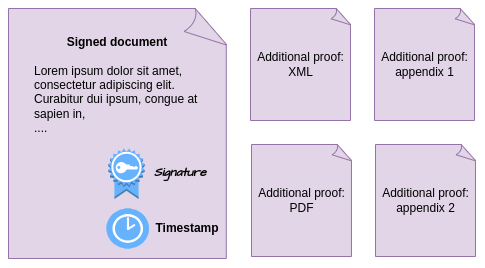 Signed document
Lorem ipsum dolor sit amet,
consectetur adipiscing elit.
Curabitur dui ipsum, congue at
sapien in,
....
Signature
Timestamp
Additional proof:
XML
Additional proof:
appendix 1
Additional proof:
PDF
Additional proof:
appendix 2